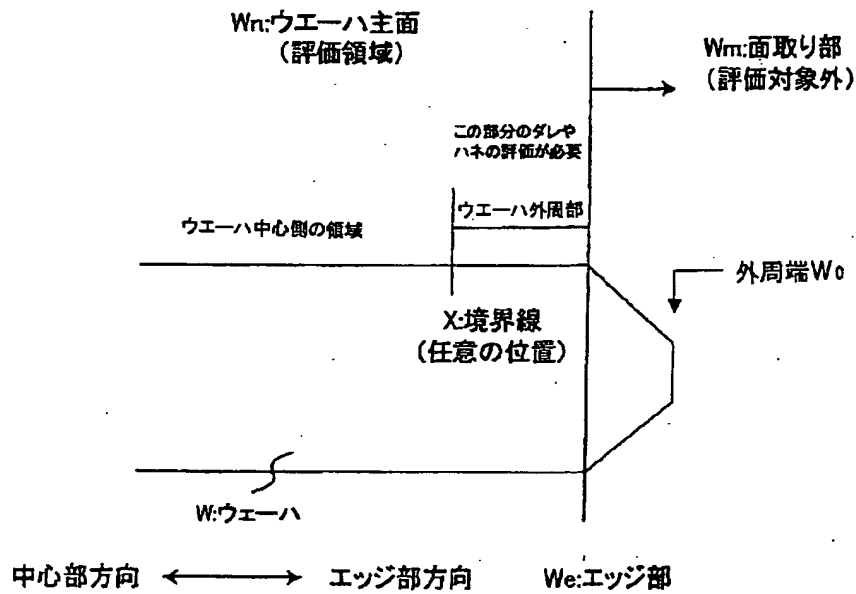 Wn:ウエーハ主面
(評価領域)
Wm:面取り部
(評価対象外)
この部分のダレや
ハネの評価が必要
ウエーハ外周部
ウエーハ中心側の領域
外周端Wo
X:境界線
(任意の位置)
W:ウェーハ
中心部方向
エッジ部方向
We:エッジ部